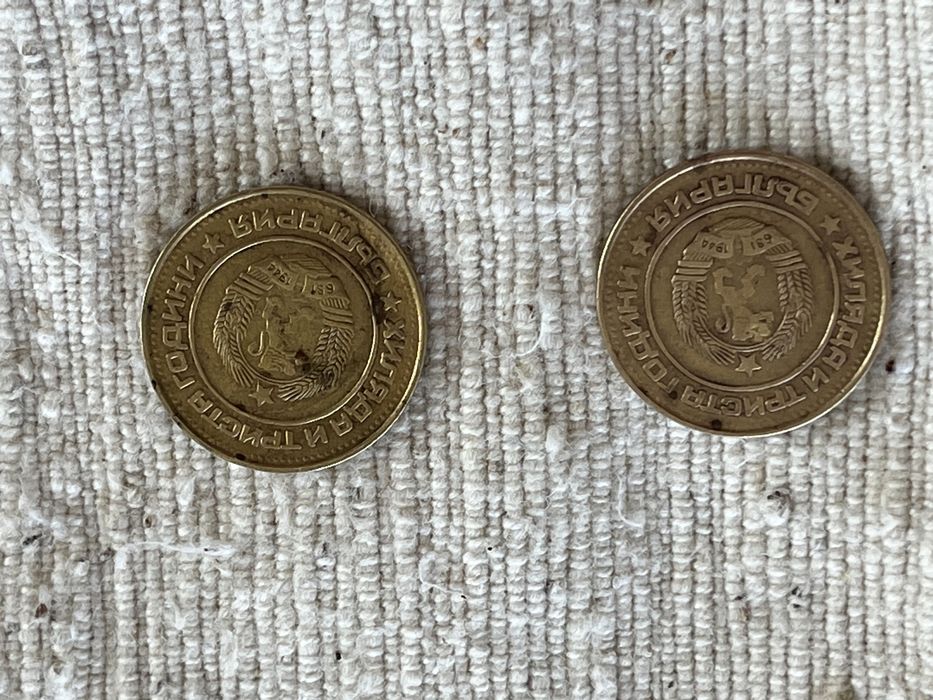 БЪЛГАРИЯ
ХИЛЯДА И ТРИСТА ГОДИНИ
681 1944
БЪЛГАРИЯ
ХИЛЯДА И ТРИСТА ГОДИНИ
681 1944